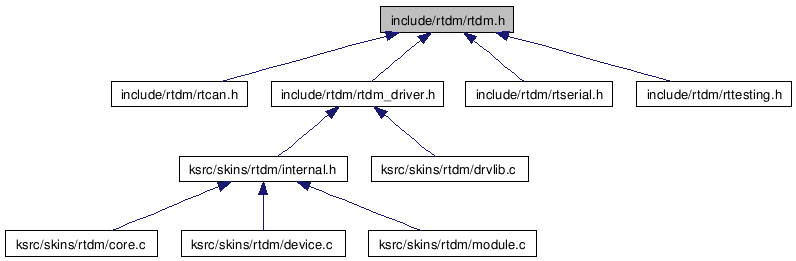 include/rtdm/rtdm.h
include/rtdm/rtcan.h
include/rtdm/rtdm_driver.h
include/rtdm/rtserial.h
include/rtdm/rttesting.h
ksrc/skins/rtdm/internal.h
ksrc/skins/rtdm/drvlib.c
ksrc/skins/rtdm/core.c
ksrc/skins/rtdm/device.c
ksrc/skins/rtdm/module.c